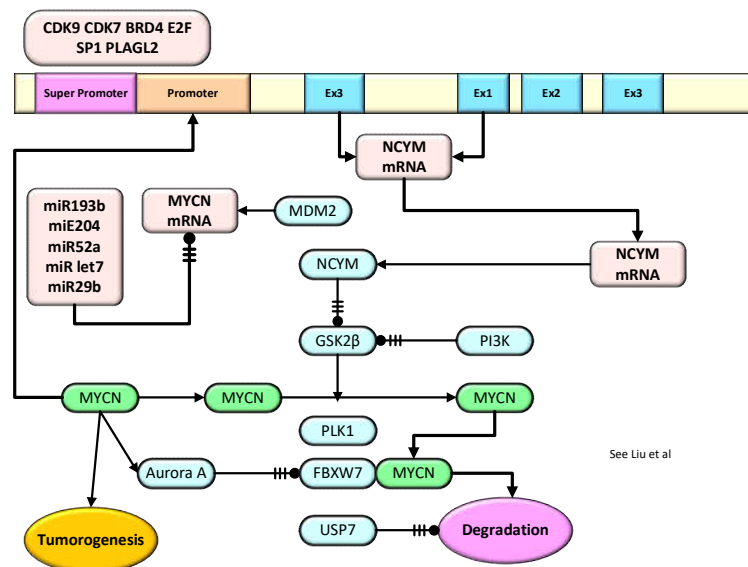 CDK9 CDK7 BRD4 E2F
SP1 PLAGL2
Super Promoter
Promoter
Ex3
Ex1
Ex2
Ex3
NCYM
mRNA
miR193b
miE204
miR52a
miR let7
miR29b
MYCN
mRNA
MDM2
NCYM
NCYM
mRNA
GSK2β
PI3K
MYCN
MYCN
MYCN
PLK1
See Liu et al
Aurora A
FBXW7
MYCN
USP7
Tumorogenesis
Degradation